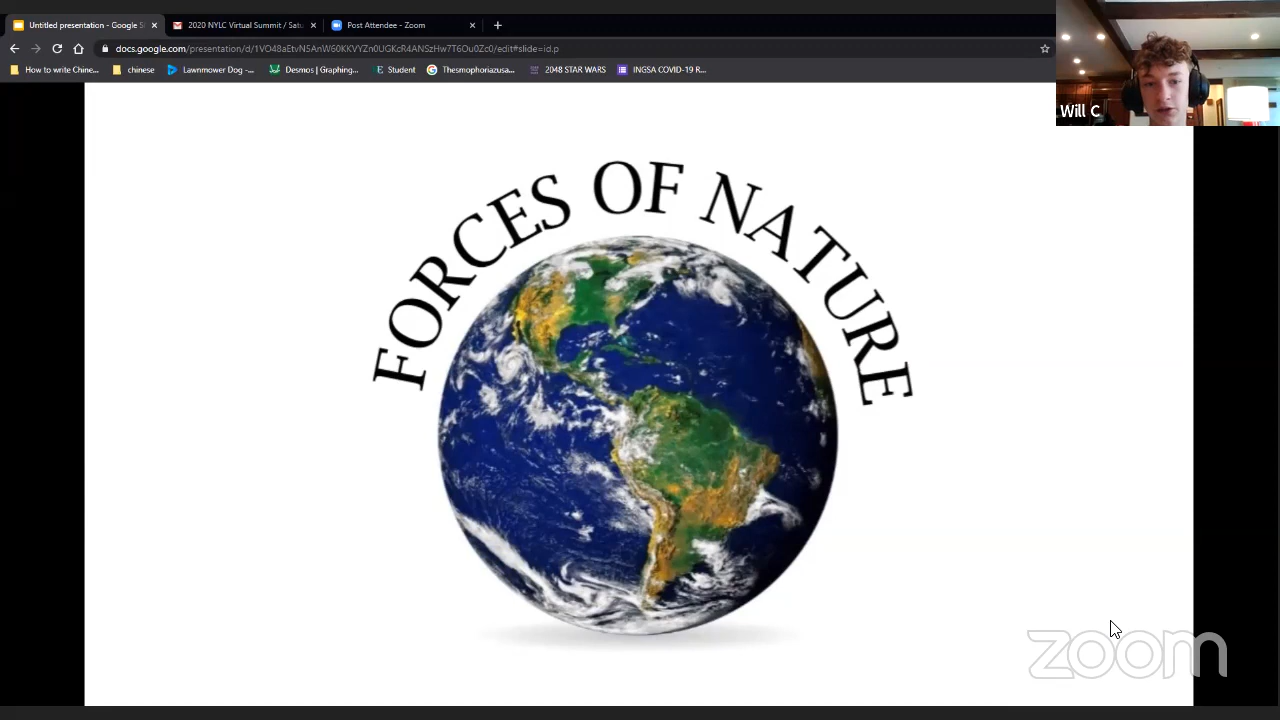 Untitled presentation - Google S
2020 NYLC Virtual Summit / Satu
Post Attendee - Zoom
docs.google.com/presentation/d/1VO48aEtvN5AnW60KKVYZn0UGKcR4ANSzHw7T6Ou0Zc0/edit#slide=id.p
How to write Chine...
chinese
Lawnmower Dog -...
Desmos | Graphing...
Student
Thesmophoriazusa...
2048 STAR WARS
INGSA COVID-19 R...
Will C
FORCES OF NATURE
zoom